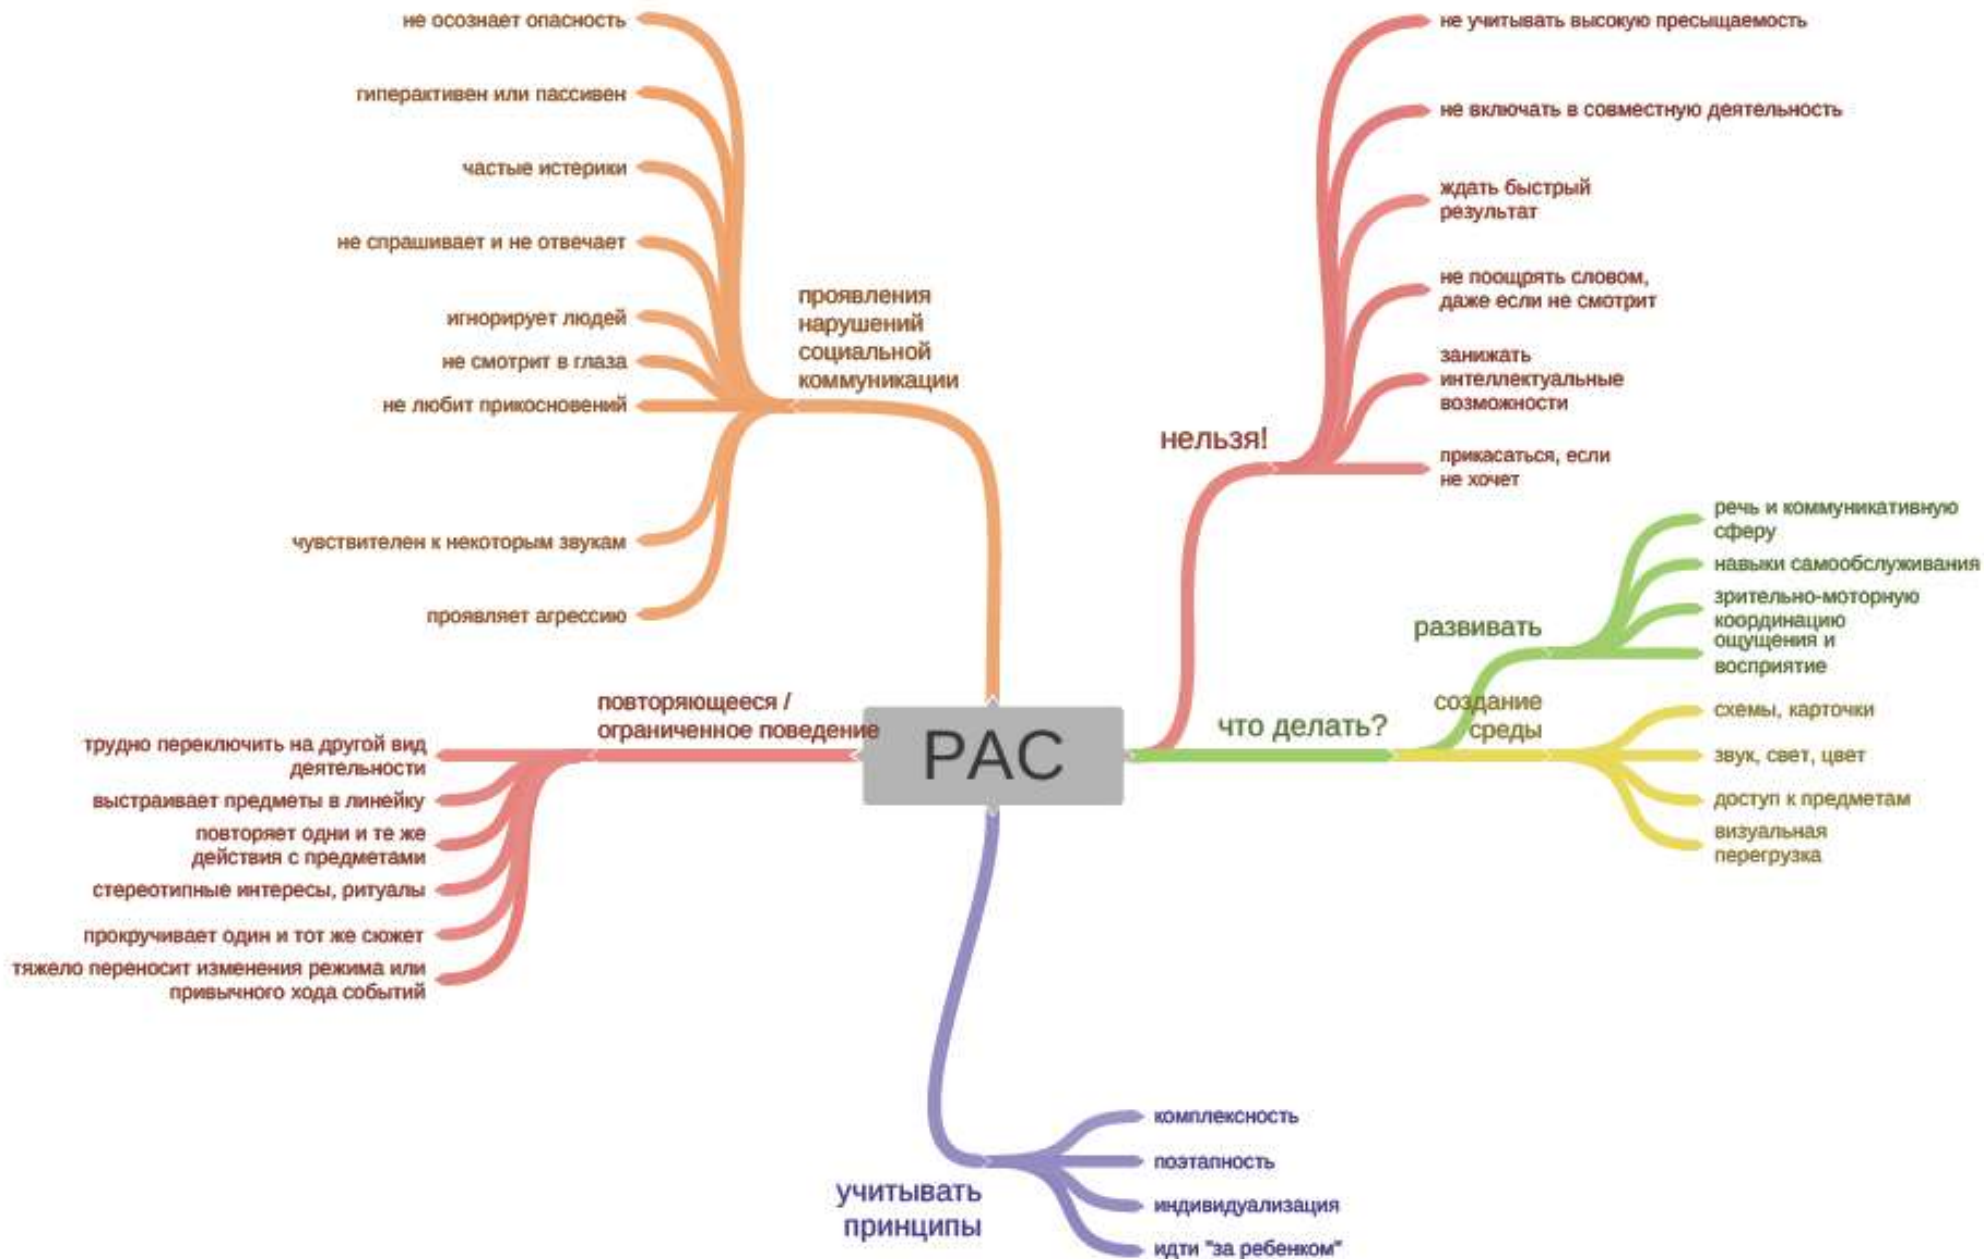 не осознает опасность
гиперактивен или пассивен
частые истерики
не спрашивает и не отвечает
игнорирует людей
не смотрит в глаза
не любит прикосновений
чувствителен к некоторым звукам
проявляет агрессию
проявления
нарушений
социальной
коммуникации
не учитывать высокую пресыщаемость
не включать в совместную деятельность
ждать быстрый
результат
не поощрять словом,
даже если не смотрит
занижать
интеллектуальные
возможности
прикасаться, если
не хочет
нельзя!
речь и коммуникативную
сферу
навыки самообслуживания
зрительно-моторную
координацию
ощущения и
восприятие
развивать
создание
среды
что делать?
схемы, карточки
звук, свет, цвет
доступ к предметам
визуальная
перегрузка
РАС
повторяющееся /
ограниченное поведение
трудно переключить на другой вид
деятельности
выстраивает предметы в линейку
повторяет одни и те же
действия с предметами
стереотипные интересы, ритуалы
прокручивает один и тот же сюжет
тяжело переносит изменения режима или
привычного хода событий
учитывать
принципы
комплексность
поэтапность
индивидуализация
идти "за ребенком"